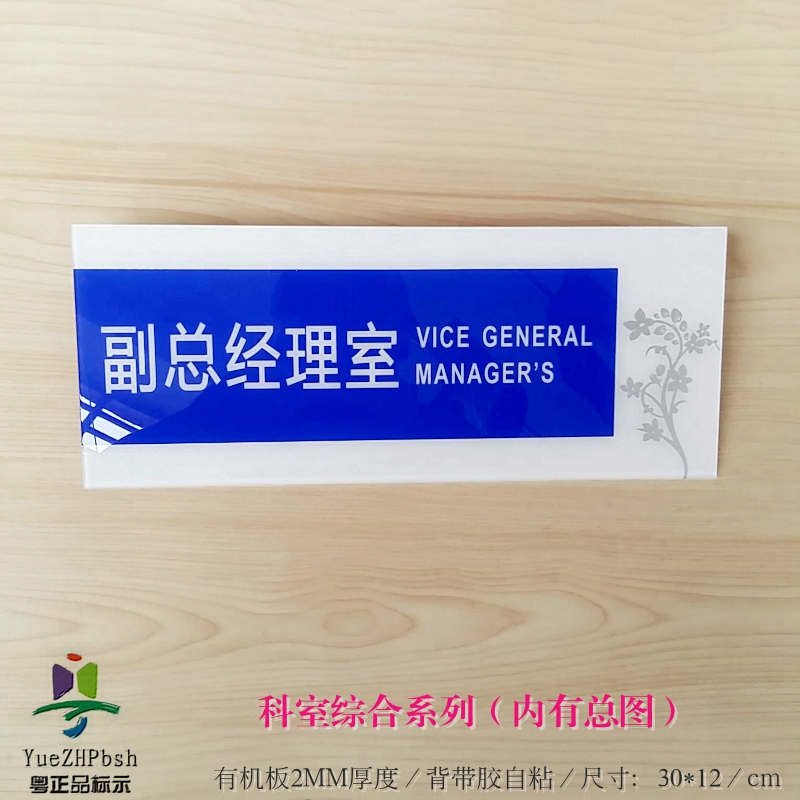 副总经理室
VICE GENERAL
MANAGER'S
科室综合系列（内有总图）
YueZHPbsh
粤正品标示
有机板2MM厚度／背带胶自粘／尺寸：30*12／cm